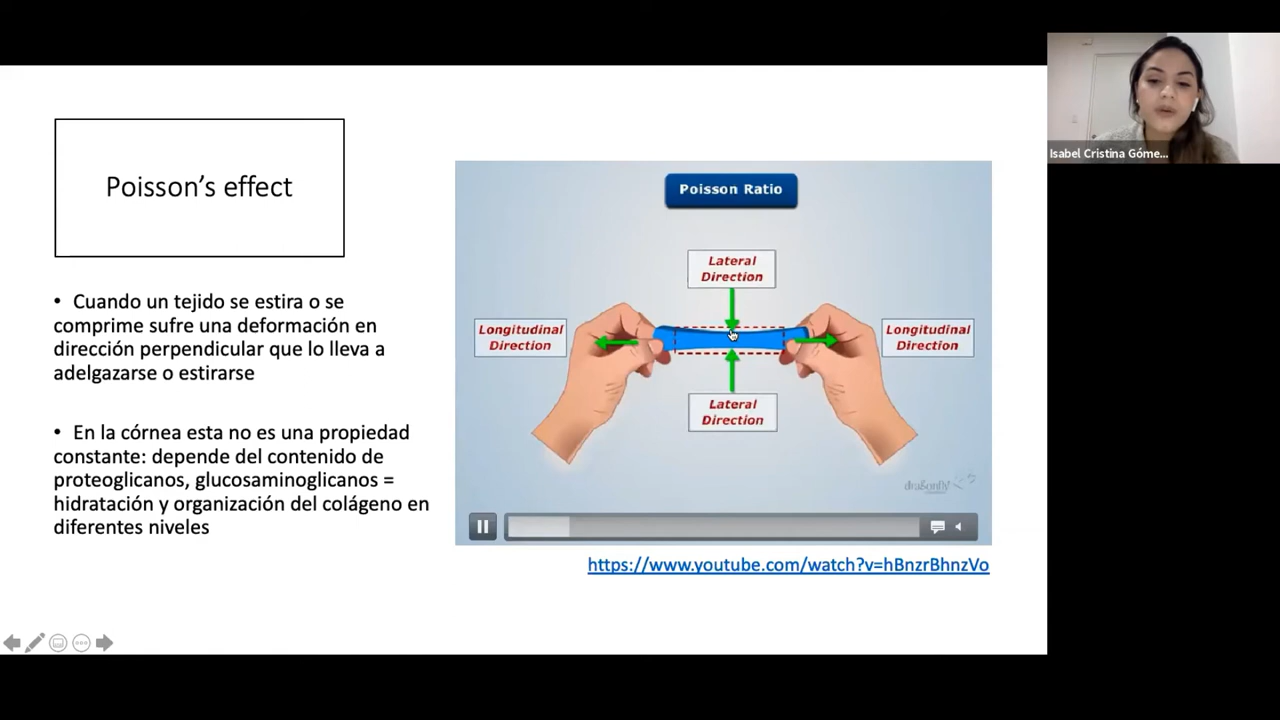 Poisson's effect
• Cuando un tejido se estira o se
comprime sufre una deformación en
dirección perpendicular que lo lleva a
adelgazarse o estirarse
• En la córnea esta no es una propiedad
constante: depende del contenido de
proteoglicanos, glucosaminoglicanos =
hidratación y organización del colágeno en
diferentes niveles
Poisson Ratio
Lateral
Direction
Longitudinal
Direction
Longitudinal
Direction
Lateral
Direction
dragonfly
https://www.youtube.com/watch?v=hBnzrBhnzVo
Isabel Cristina Góme...